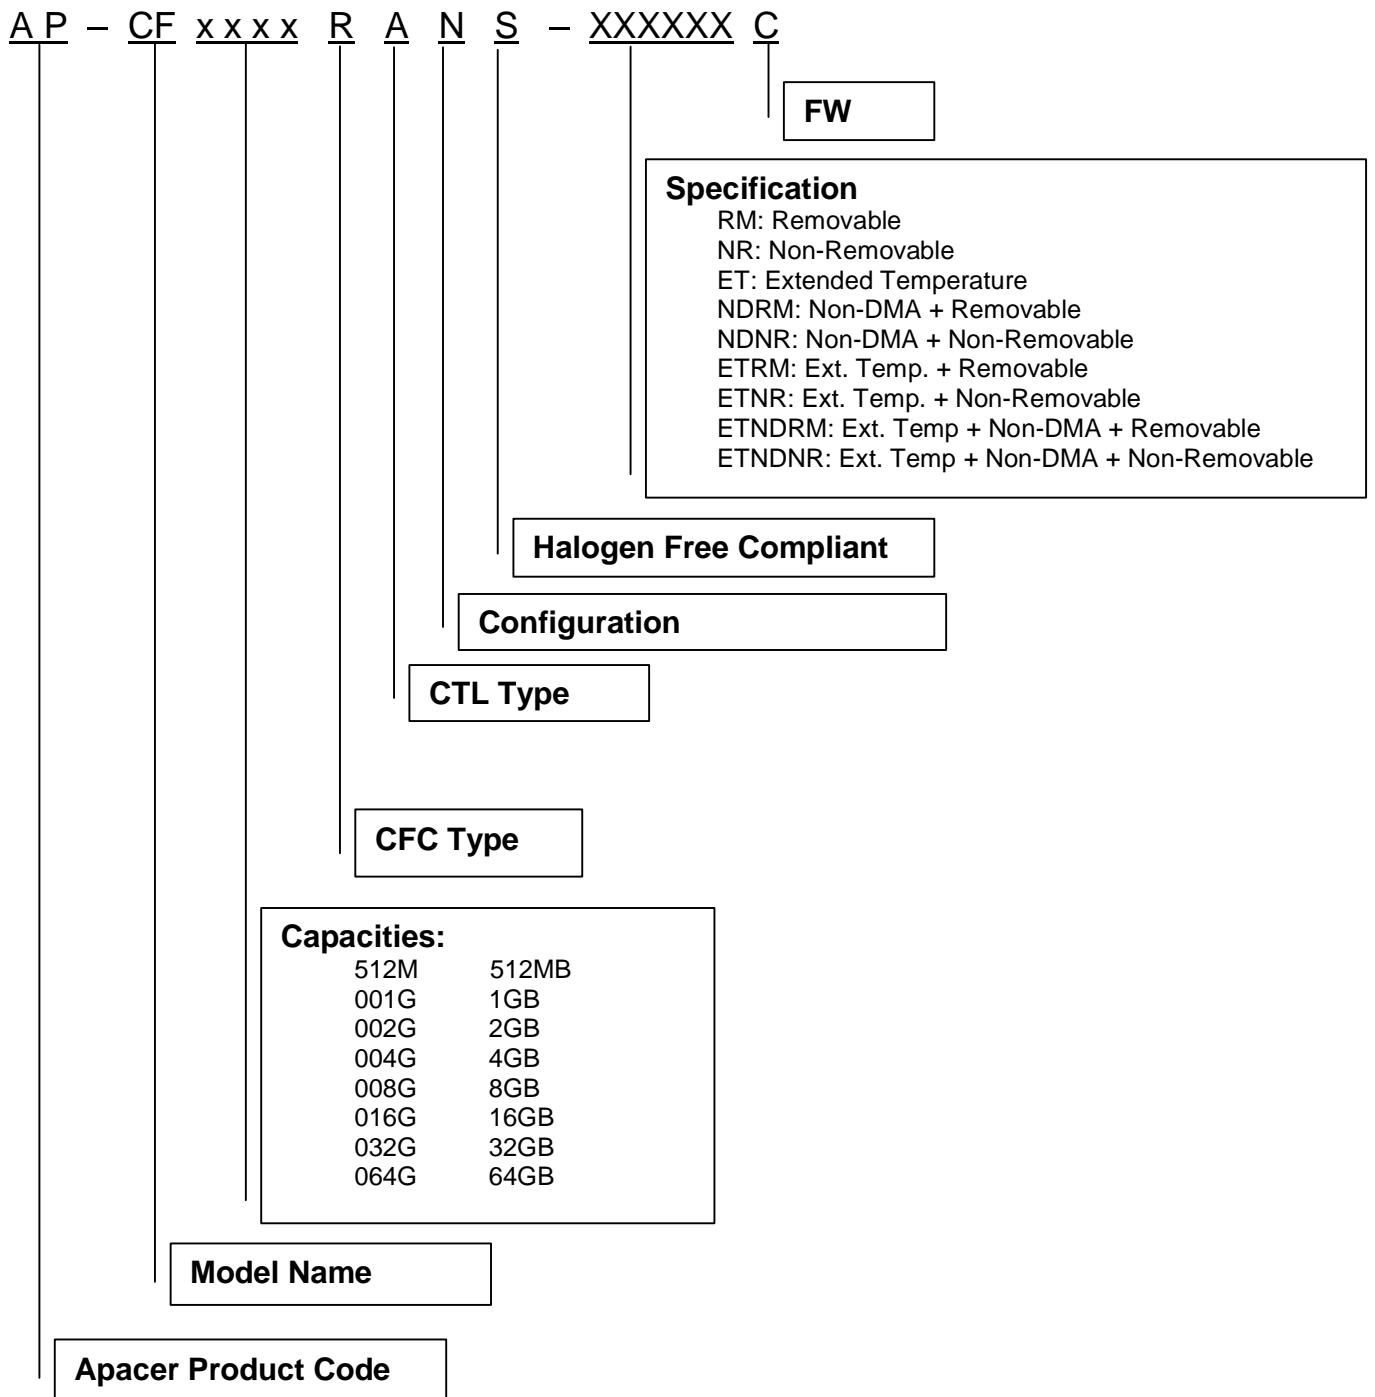 A P – CF x x x x R A N S – XXXXXX C
FW
Specification
RM: Removable
NR: Non-Removable
ET: Extended Temperature
NDRM: Non-DMA + Removable
NDNR: Non-DMA + Non-Removable
ETRM: Ext. Temp. + Removable
ETNR: Ext. Temp. + Non-Removable
ETNDRM: Ext. Temp + Non-DMA + Removable
ETNDNR: Ext. Temp + Non-DMA + Non-Removable
Halogen Free Compliant
Configuration
CTL Type
CFC Type
Capacities:
512M 512MB
001G 1GB
002G 2GB
004G 4GB
008G 8GB
016G 16GB
032G 32GB
064G 64GB
Model Name
Apacer Product Code